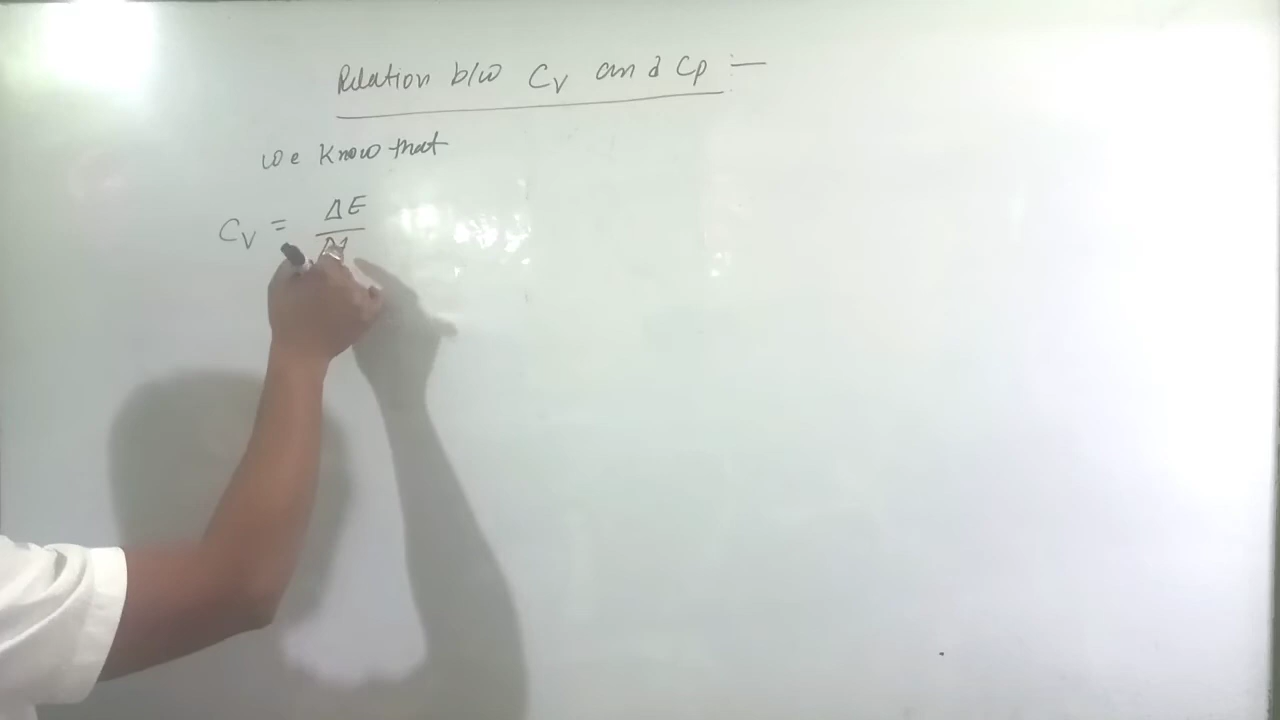 Relation b/w Cv and Cp :—
we know that
Cv = ΔE